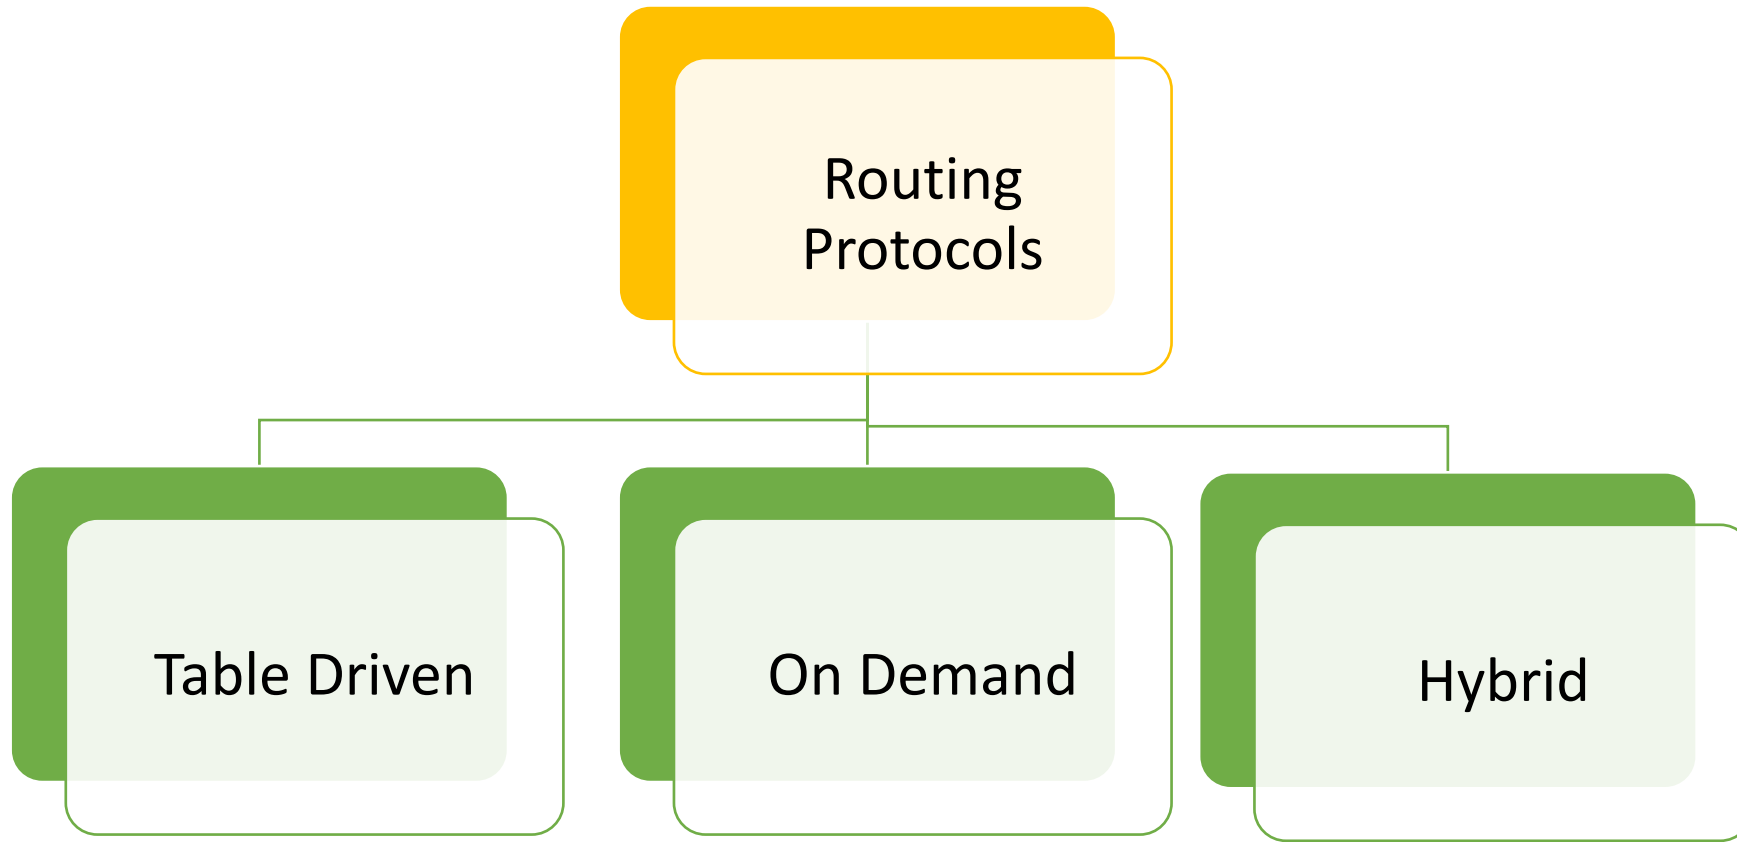 Routing
Protocols
Table Driven
On Demand
Hybrid